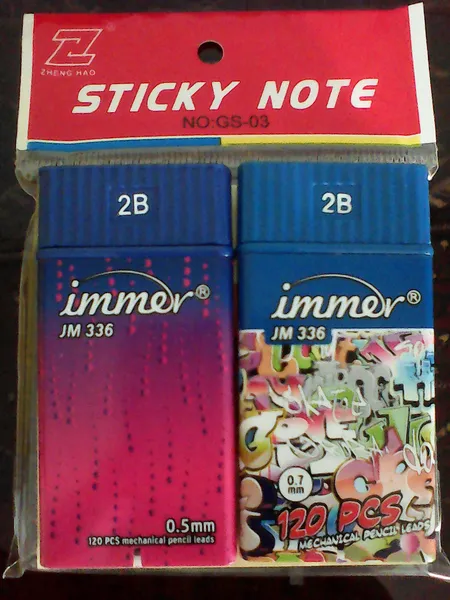 ZHENG HAO
STICKY NOTE
NO:GS-03
2B
immer®
JM 336
0.5mm
120 PCS mechanical pencil leads
2B
immer®
JM 336
SKATE
0.7
mm
120 PCS
MECHANICAL PENCIL LEADS